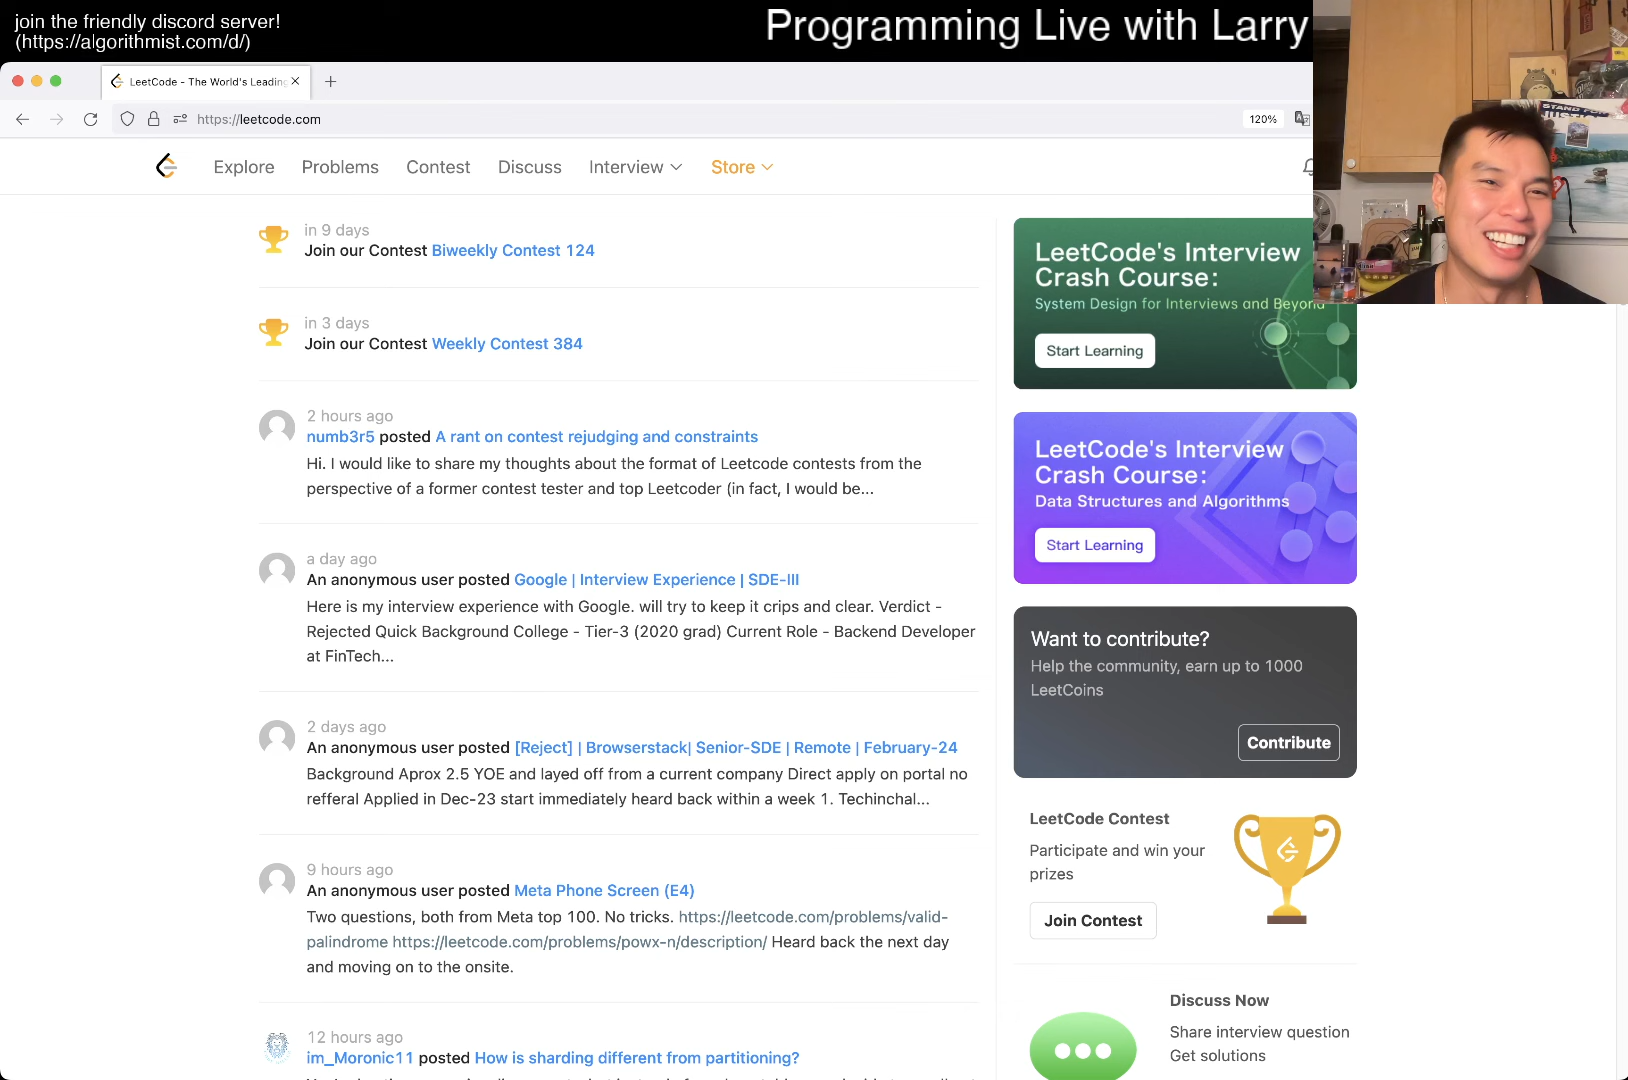 join the friendly discord server!
(https://algorithmist.com/d/)
Programming Live with Larry
LeetCode - The World's Leading
https://leetcode.com
120%
Explore
Problems
Contest
Discuss
Interview
Store
in 9 days
Join our Contest Biweekly Contest 124
in 3 days
Join our Contest Weekly Contest 384
2 hours ago
numb3r5 posted A rant on contest rejudging and constraints
Hi. I would like to share my thoughts about the format of Leetcode contests from the
perspective of a former contest tester and top Leetcoder (in fact, I would be...
a day ago
An anonymous user posted Google | Interview Experience | SDE-III
Here is my interview experience with Google. will try to keep it crips and clear. Verdict -
Rejected Quick Background College - Tier-3 (2020 grad) Current Role - Backend Developer
at FinTech...
2 days ago
An anonymous user posted [Reject] | Browserstack| Senior-SDE | Remote | February-24
Background Aprox 2.5 YOE and layed off from a current company Direct apply on portal no
refferal Applied in Dec-23 start immediately heard back within a week 1. Techinchal...
9 hours ago
An anonymous user posted Meta Phone Screen (E4)
Two questions, both from Meta top 100. No tricks. https://leetcode.com/problems/valid-
palindrome https://leetcode.com/problems/powx-n/description/ Heard back the next day
and moving on to the onsite.
12 hours ago
im_Moronic11 posted How is sharding different from partitioning?
LeetCode's Interview
Crash Course:
System Design for Interviews and Beyond
Start Learning
LeetCode's Interview
Crash Course:
Data Structures and Algorithms
Start Learning
Want to contribute?
Help the community, earn up to 1000
LeetCoins
Contribute
LeetCode Contest
Participate and win your
prizes
Join Contest
Discuss Now
Share interview question
Get solutions